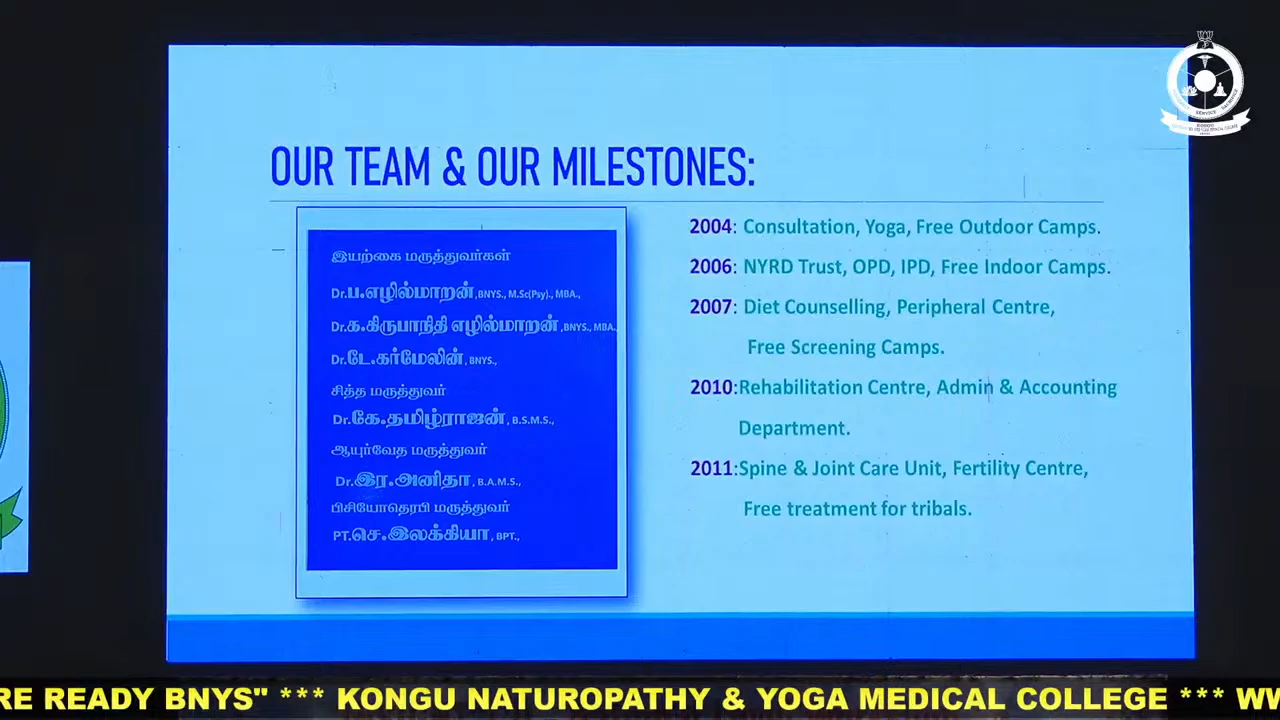 OUR TEAM & OUR MILESTONES:
இயற்கை மருத்துவர்கள்
Dr.ப.எழில்மாறன்,BNYS., M.Sc(Psy)., MBA.,
Dr.க.கிருபாநிதி எழில்மாறன்,BNYS., MBA.,
Dr.டே.கர்மேலின், BNYS.,
சித்த மருத்துவர்
Dr.கே.தமிழ்ராஜன், B.S.M.S.,
ஆயுர்வேத மருத்துவர்
Dr.இர.அனிதா, B.A.M.S.,
பிசியோதெரபி மருத்துவர்
PT.செ.இலக்கியா, BPT.,
2004: Consultation, Yoga, Free Outdoor Camps.
2006: NYRD Trust, OPD, IPD, Free Indoor Camps.
2007: Diet Counselling, Peripheral Centre,
Free Screening Camps.
2010:Rehabilitation Centre, Admin & Accounting
Department.
2011:Spine & Joint Care Unit, Fertility Centre,
Free treatment for tribals.
RE READY BNYS" *** KONGU NATUROPATHY & YOGA MEDICAL COLLEGE *** WW